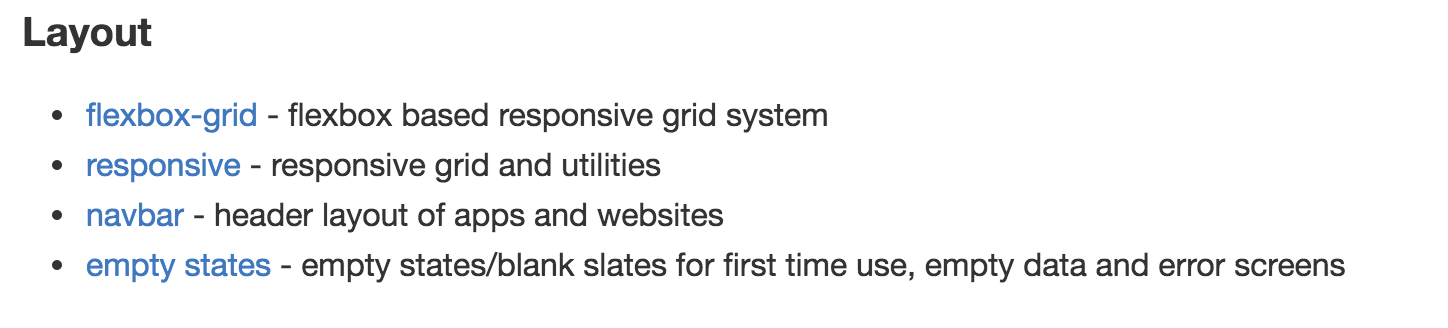 Layout
• flexbox-grid - flexbox based responsive grid system
• responsive - responsive grid and utilities
• navbar - header layout of apps and websites
• empty states - empty states/blank slates for first time use, empty data and error screens